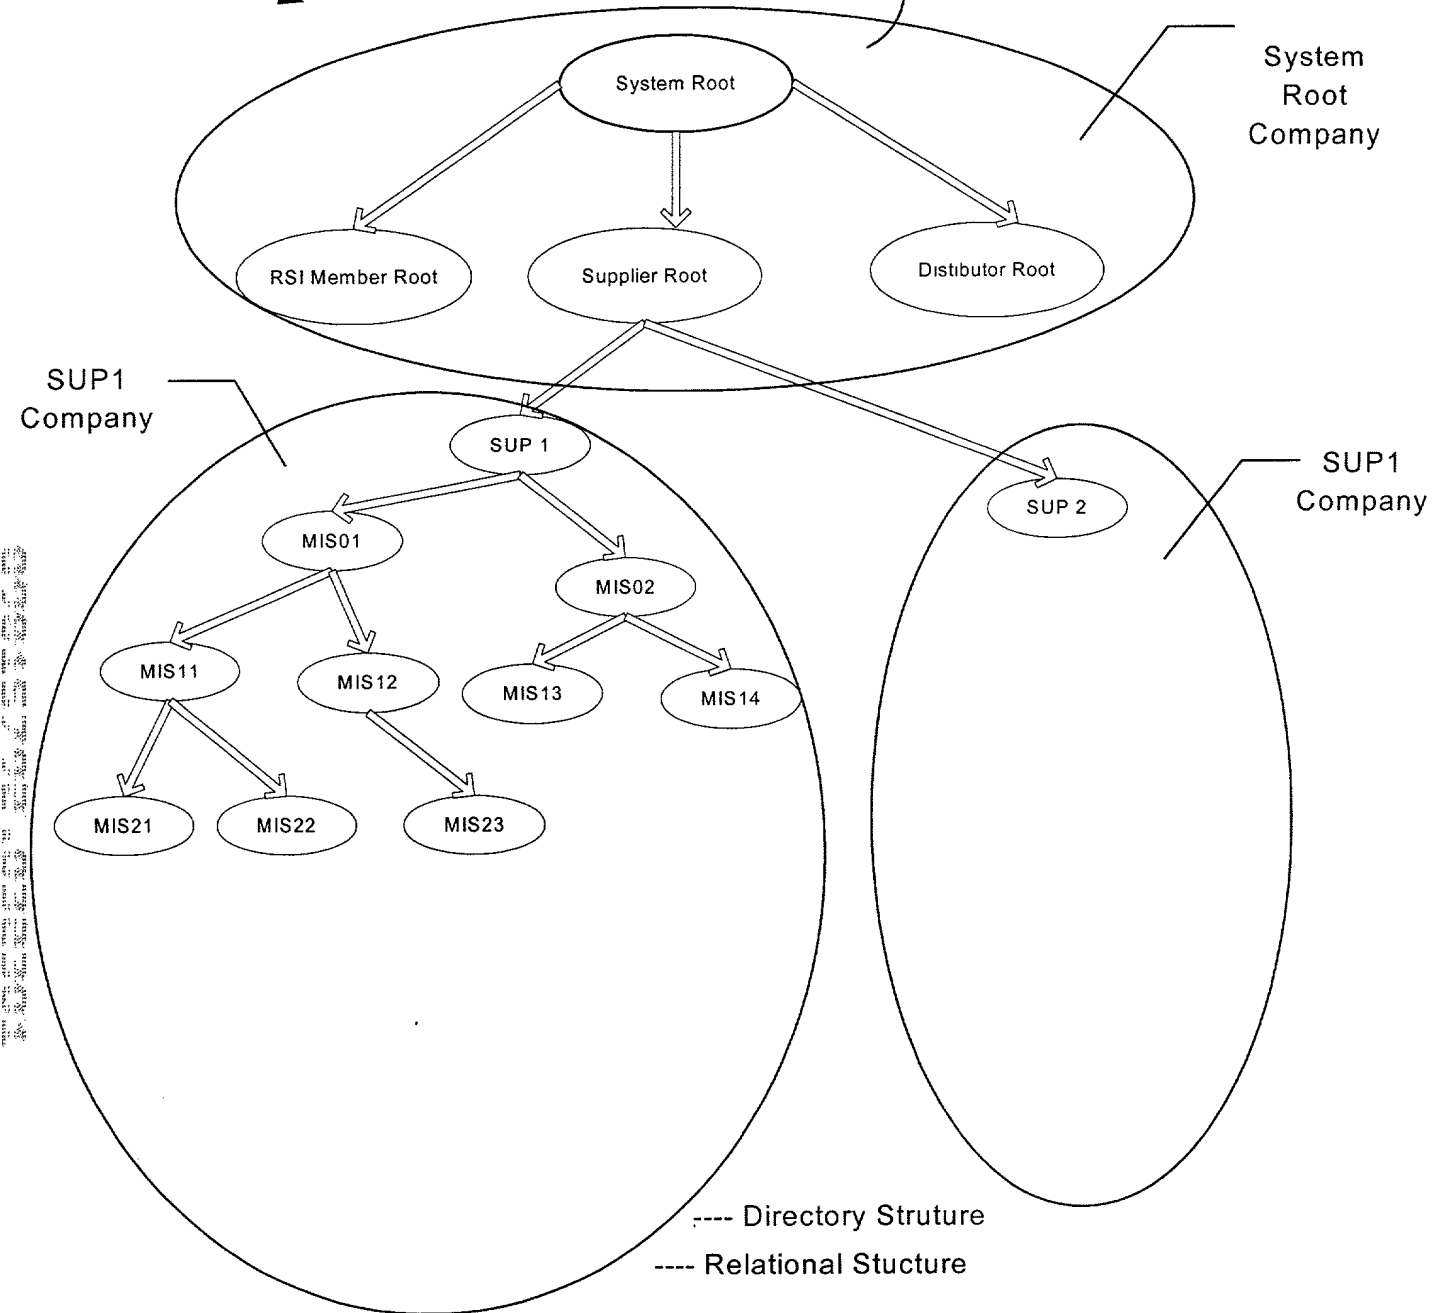 System Root
System
Root
Company
RSI Member Root
Supplier Root
Distibutor Root
SUP1
Company
SUP 1
SUP1
Company
SUP 2
MIS01
MIS02
MIS11
MIS12
MIS13
MIS14
MIS21
MIS22
MIS23
---- Directory Struture
---- Relational Stucture